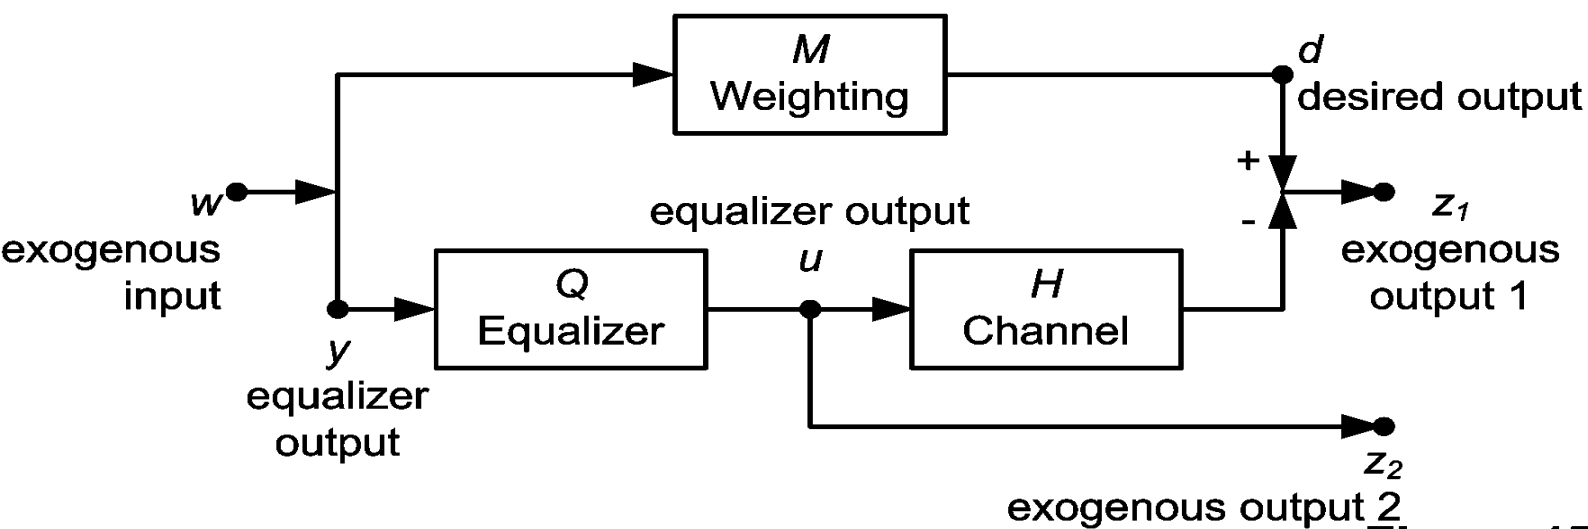 M
Weighting
d
desired output
+
w
exogenous
input
equalizer output
u
-
z1
exogenous
output 1
Q
Equalizer
H
Channel
y
equalizer
output
z2
exogenous output 2